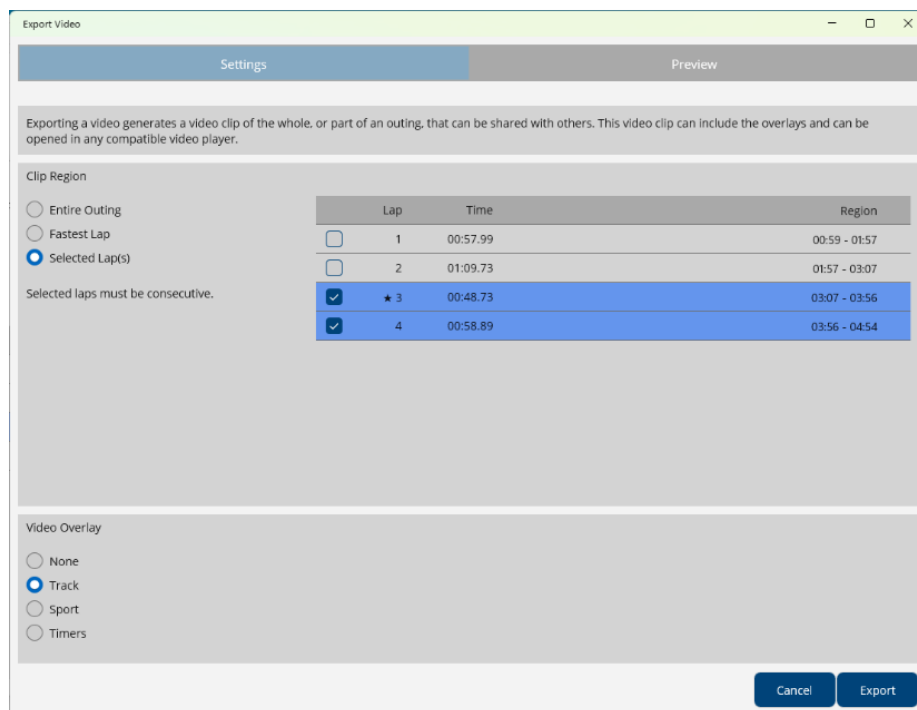 Export Video
Settings
Preview
Exporting a video generates a video clip of the whole, or part of an outing, that can be shared with others. This video clip can include the overlays and can be
opened in any compatible video player.
Clip Region
Entire Outing
Fastest Lap
Selected Lap(s)
Selected laps must be consecutive.
Lap Time Region
1 00:57.99 00:59 - 01:57
2 01:09.73 01:57 - 03:07
★ 3 00:48.73 03:07 - 03:56
4 00:58.89 03:56 - 04:54
Video Overlay
None
Track
Sport
Timers
Cancel Export